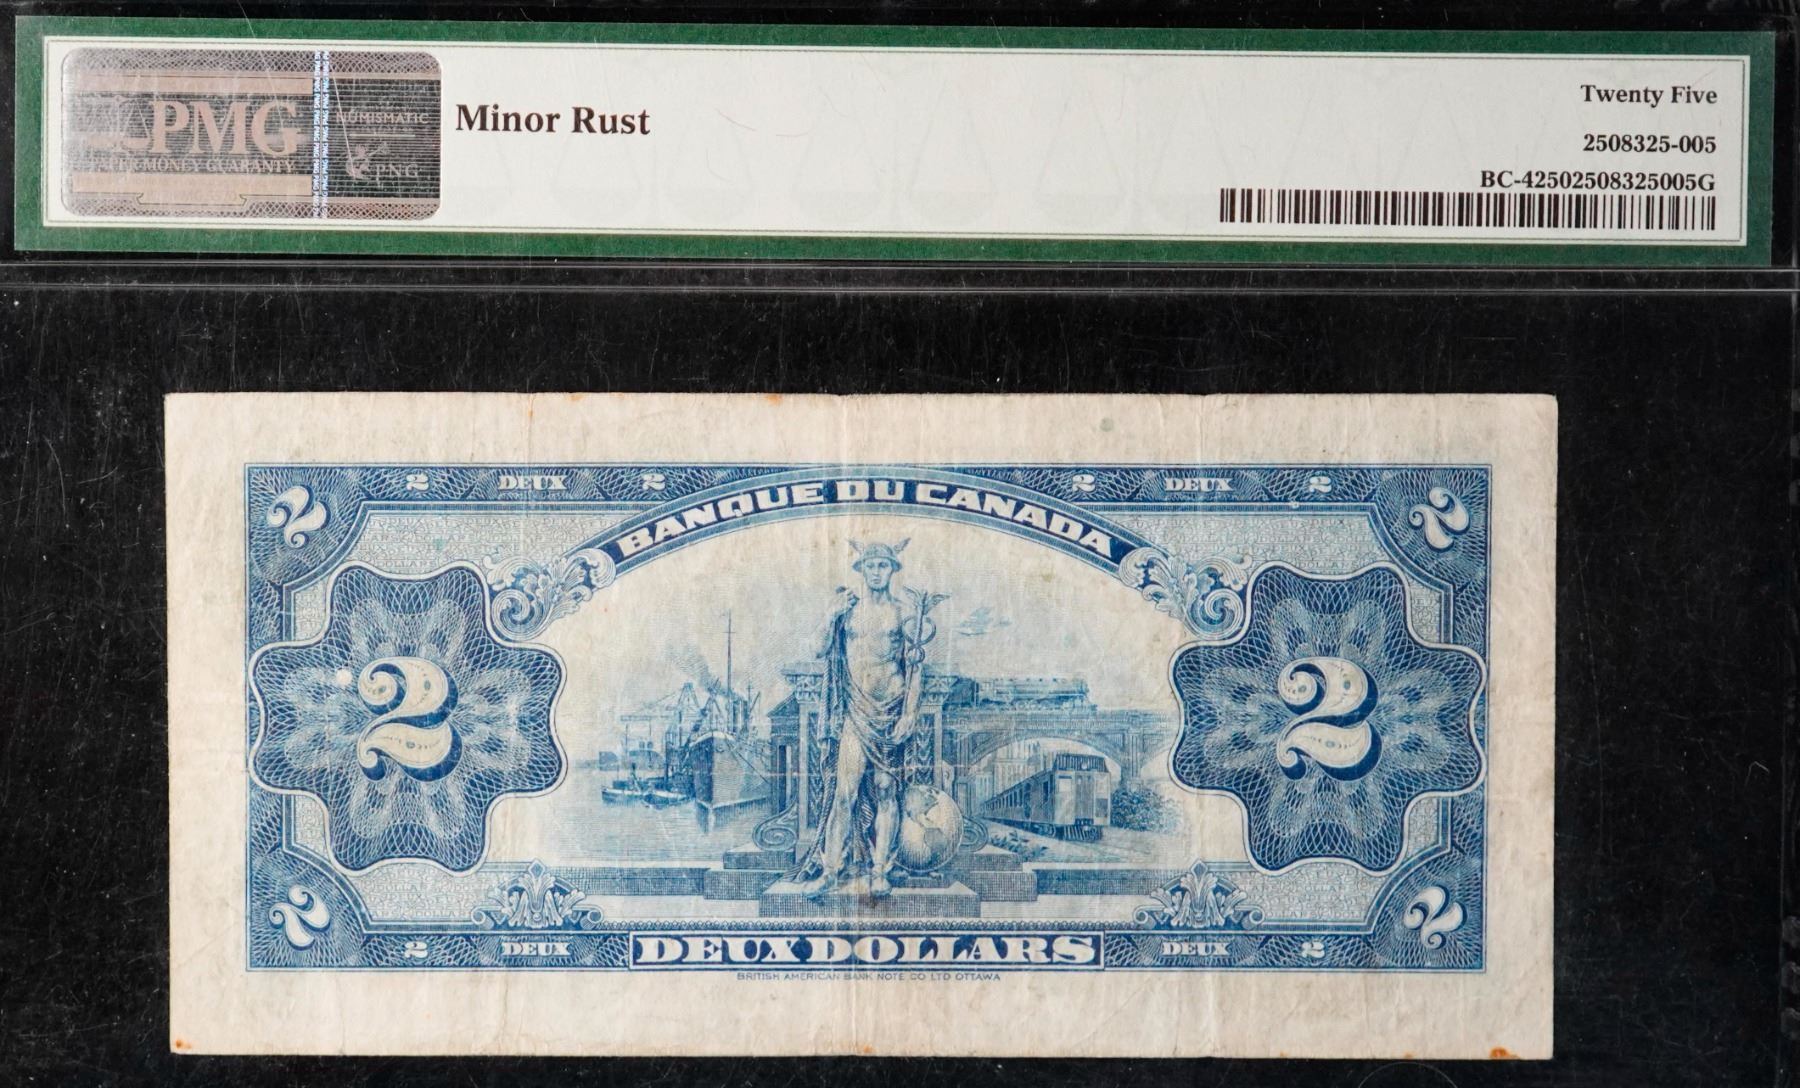 PMG
PAPER MONEY GUARANTY
NUMISMATIC
PNG
Minor Rust
Twenty Five
2508325-005
BC-42502508325005G
2 DEUX 2 2 DEUX 2
2 2
BANQUE DU CANADA
2 2
2 2
2 DEUX DEUX DOLLARS DEUX 2
BRITISH AMERICAN BANK NOTE CO LTD OTTAWA